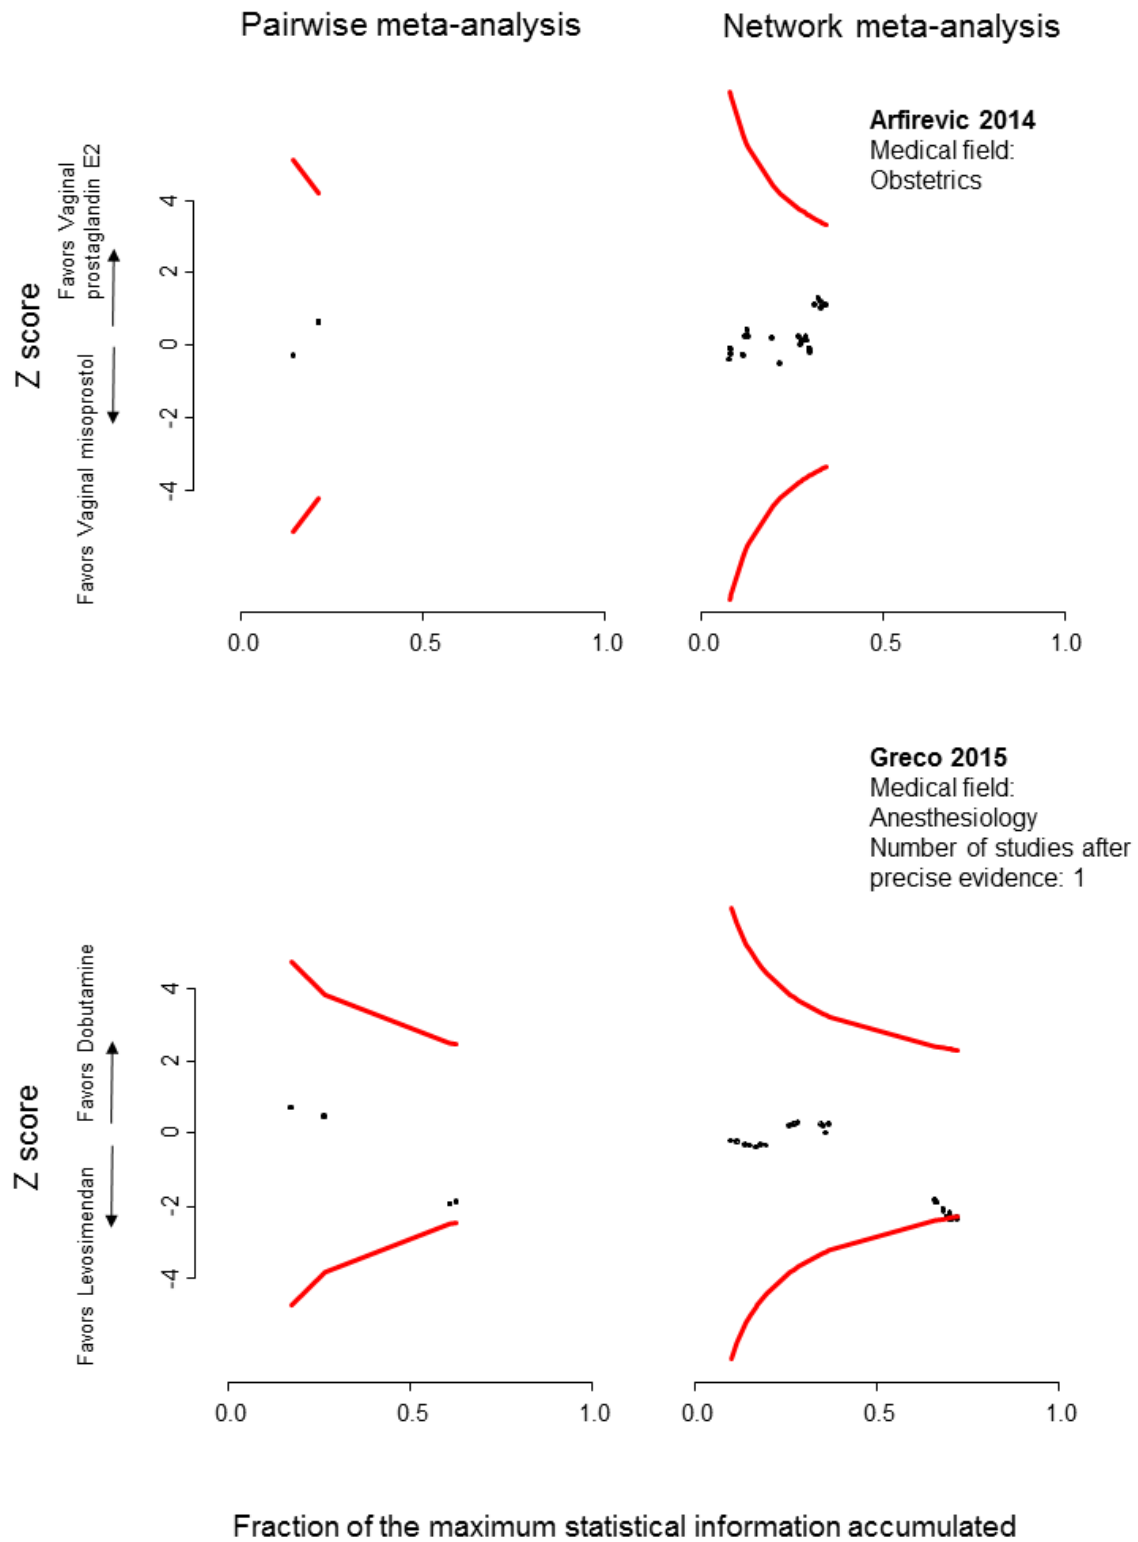 Pairwise meta-analysis
Network meta-analysis
Arfirevic 2014
Medical field:
Obstetrics
Z score
Favors Vaginal
prostaglandin E2
Favors Vaginal misoprostol
4
2
0
-2
-4
0.0 0.5 1.0
0.0 0.5 1.0
Greco 2015
Medical field:
Anesthesiology
Number of studies after
precise evidence: 1
Z score
Favors Dobutamine
Favors Levosimendan
4
2
0
-2
-4
0.0 0.5 1.0
0.0 0.5 1.0
Fraction of the maximum statistical information accumulated